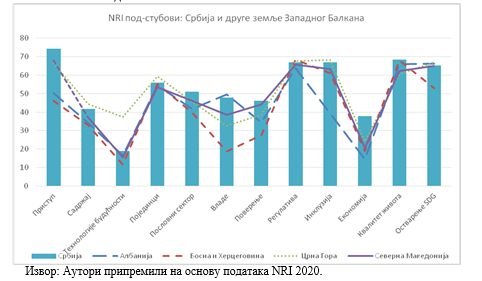 NRI под-стубови: Србија и друге земље Западног Балкана
80
70
60
50
40
30
20
10
0
Приступ
Садржај
Технологије будућности
Појединци
Пословни сектор
Владе
Поверење
Регулатива
Инклузија
Економија
Квалитет живота
Остварење SDG
Србија
Албанија
Босна и Херцеговина
Црна Гора
Северна Македонија
Извор: Аутори припремили на основу података NRI 2020.